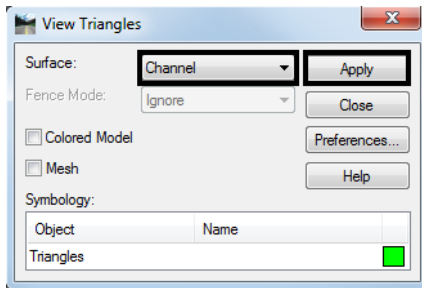 View Triangles
Surface: Channel Apply
Fence Mode: Ignore Close
Colored Model Preferences...
Mesh Help
Symbology:
Object Name
Triangles